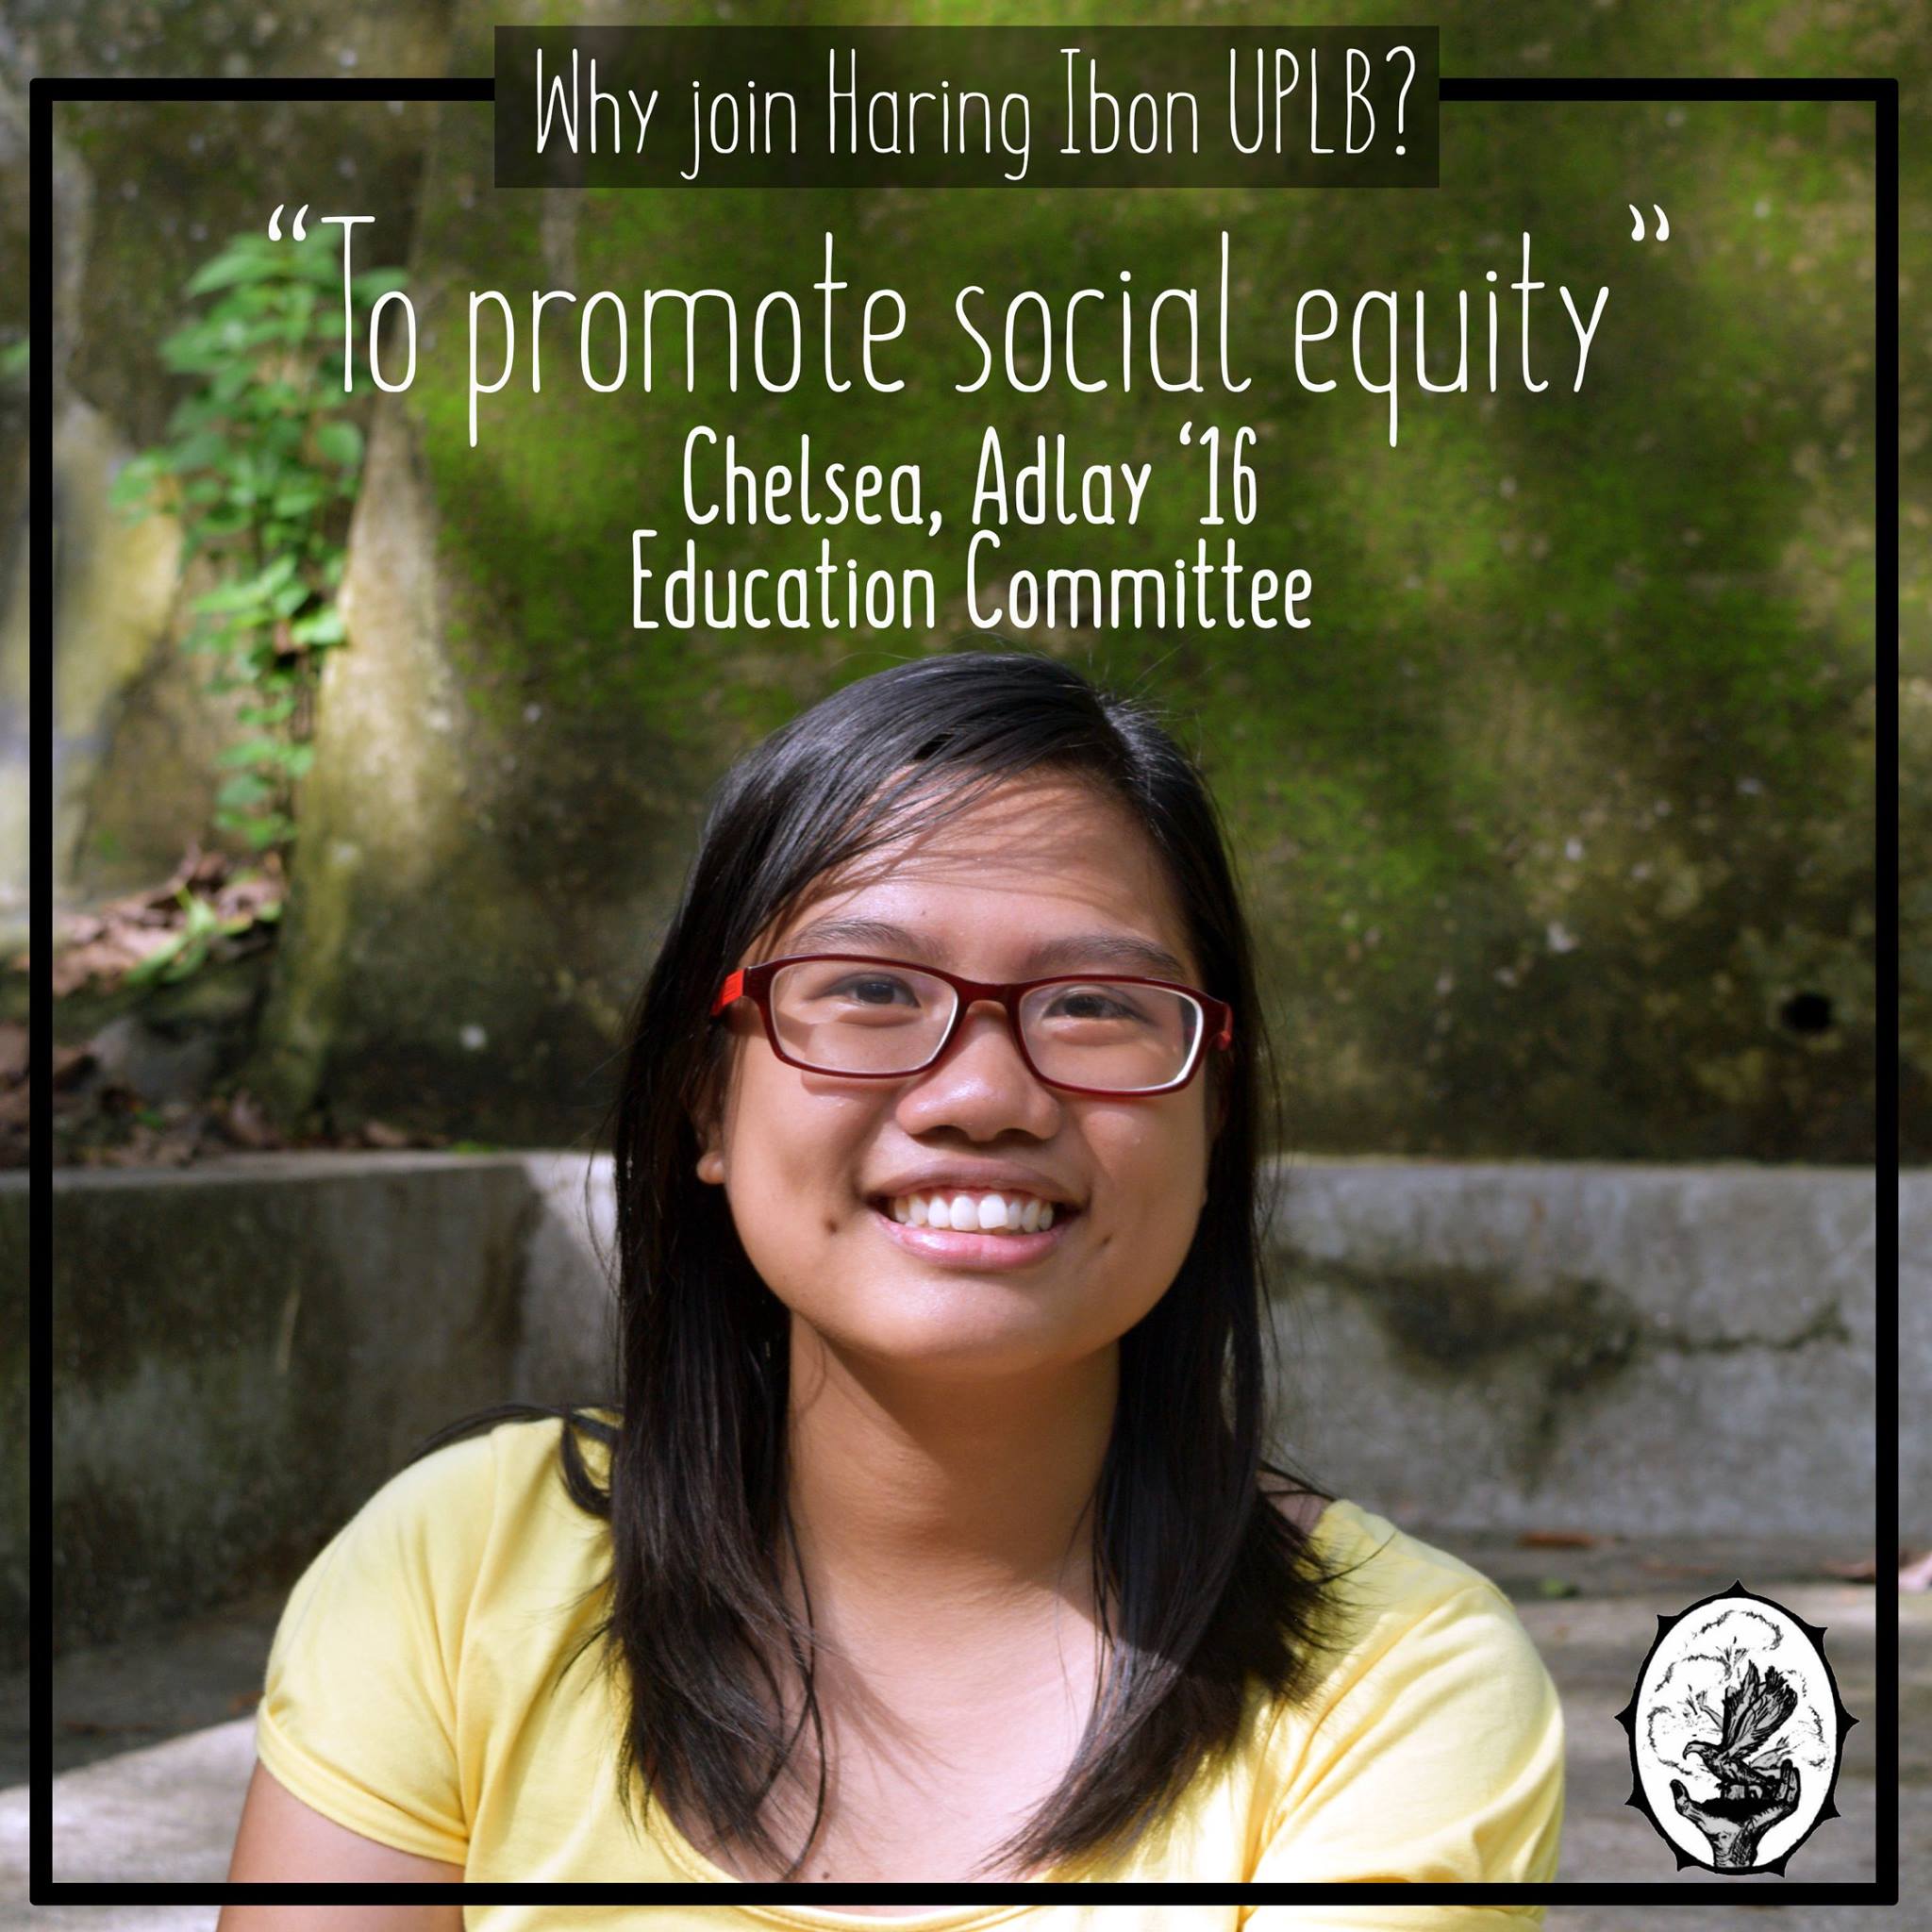 Why join Haring Ibon UPLB?
“To promote social equity”
Chelsea, Adlay ‘16
Education Committee